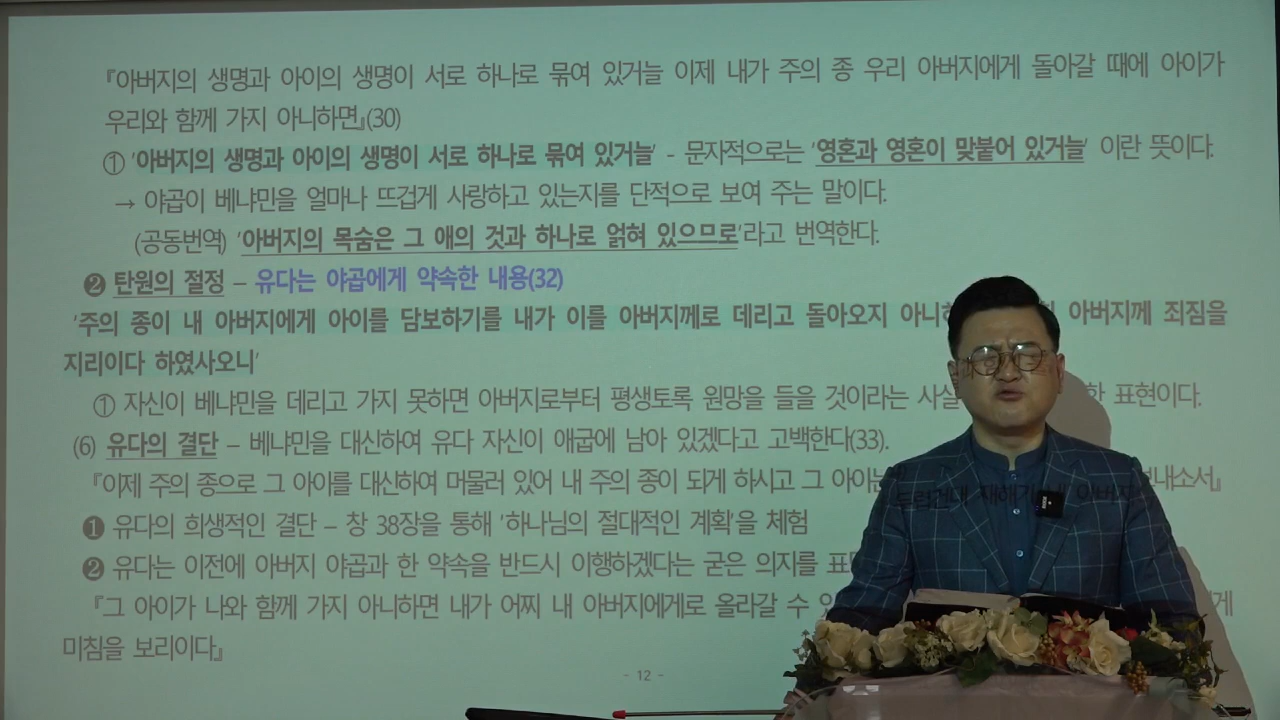 『아버지의 생명과 아이의 생명이 서로 하나로 묶여 있거늘 이제 내가 주의 종 우리 아버지에게 돌아갈 때에 아이가
우리와 함께 가지 아니하면』(30)
① '아버지의 생명과 아이의 생명이 서로 하나로 묶여 있거늘' - 문자적으로는 '영혼과 영혼이 맞붙어 있거늘' 이란 뜻이다.
→ 야곱이 베냐민을 얼마나 뜨겁게 사랑하고 있는지를 단적으로 보여 주는 말이다.
(공동번역) '아버지의 목숨은 그 애의 것과 하나로 얽혀 있으므로'라고 번역한다.
❷ 탄원의 절정 – 유다는 야곱에게 약속한 내용(32)
'주의 종이 내 아버지에게 아이를 담보하기를 내가 이를 아버지께로 데리고 돌아오지 아니하 아버지께 죄짐을
지리이다 하였사오니'
① 자신이 베냐민을 데리고 가지 못하면 아버지로부터 평생토록 원망을 들을 것이라는 사실 한 표현이다.
(6) 유다의 결단 – 베냐민을 대신하여 유다 자신이 애굽에 남아 있겠다고 고백한다(33).
『이제 주의 종으로 그 아이를 대신하여 머물러 있어 내 주의 종이 되게 하시고 그 아이는 보내소서』
❶ 유다의 희생적인 결단 – 창 38장을 통해 '하나님의 절대적인 계획'을 체험
❷ 유다는 이전에 아버지 야곱과 한 약속을 반드시 이행하겠다는 굳은 의지를
『그 아이가 나와 함께 가지 아니하면 내가 어찌 내 아버지에게로 올라갈 수 게
미침을 보리이다』
- 12 -